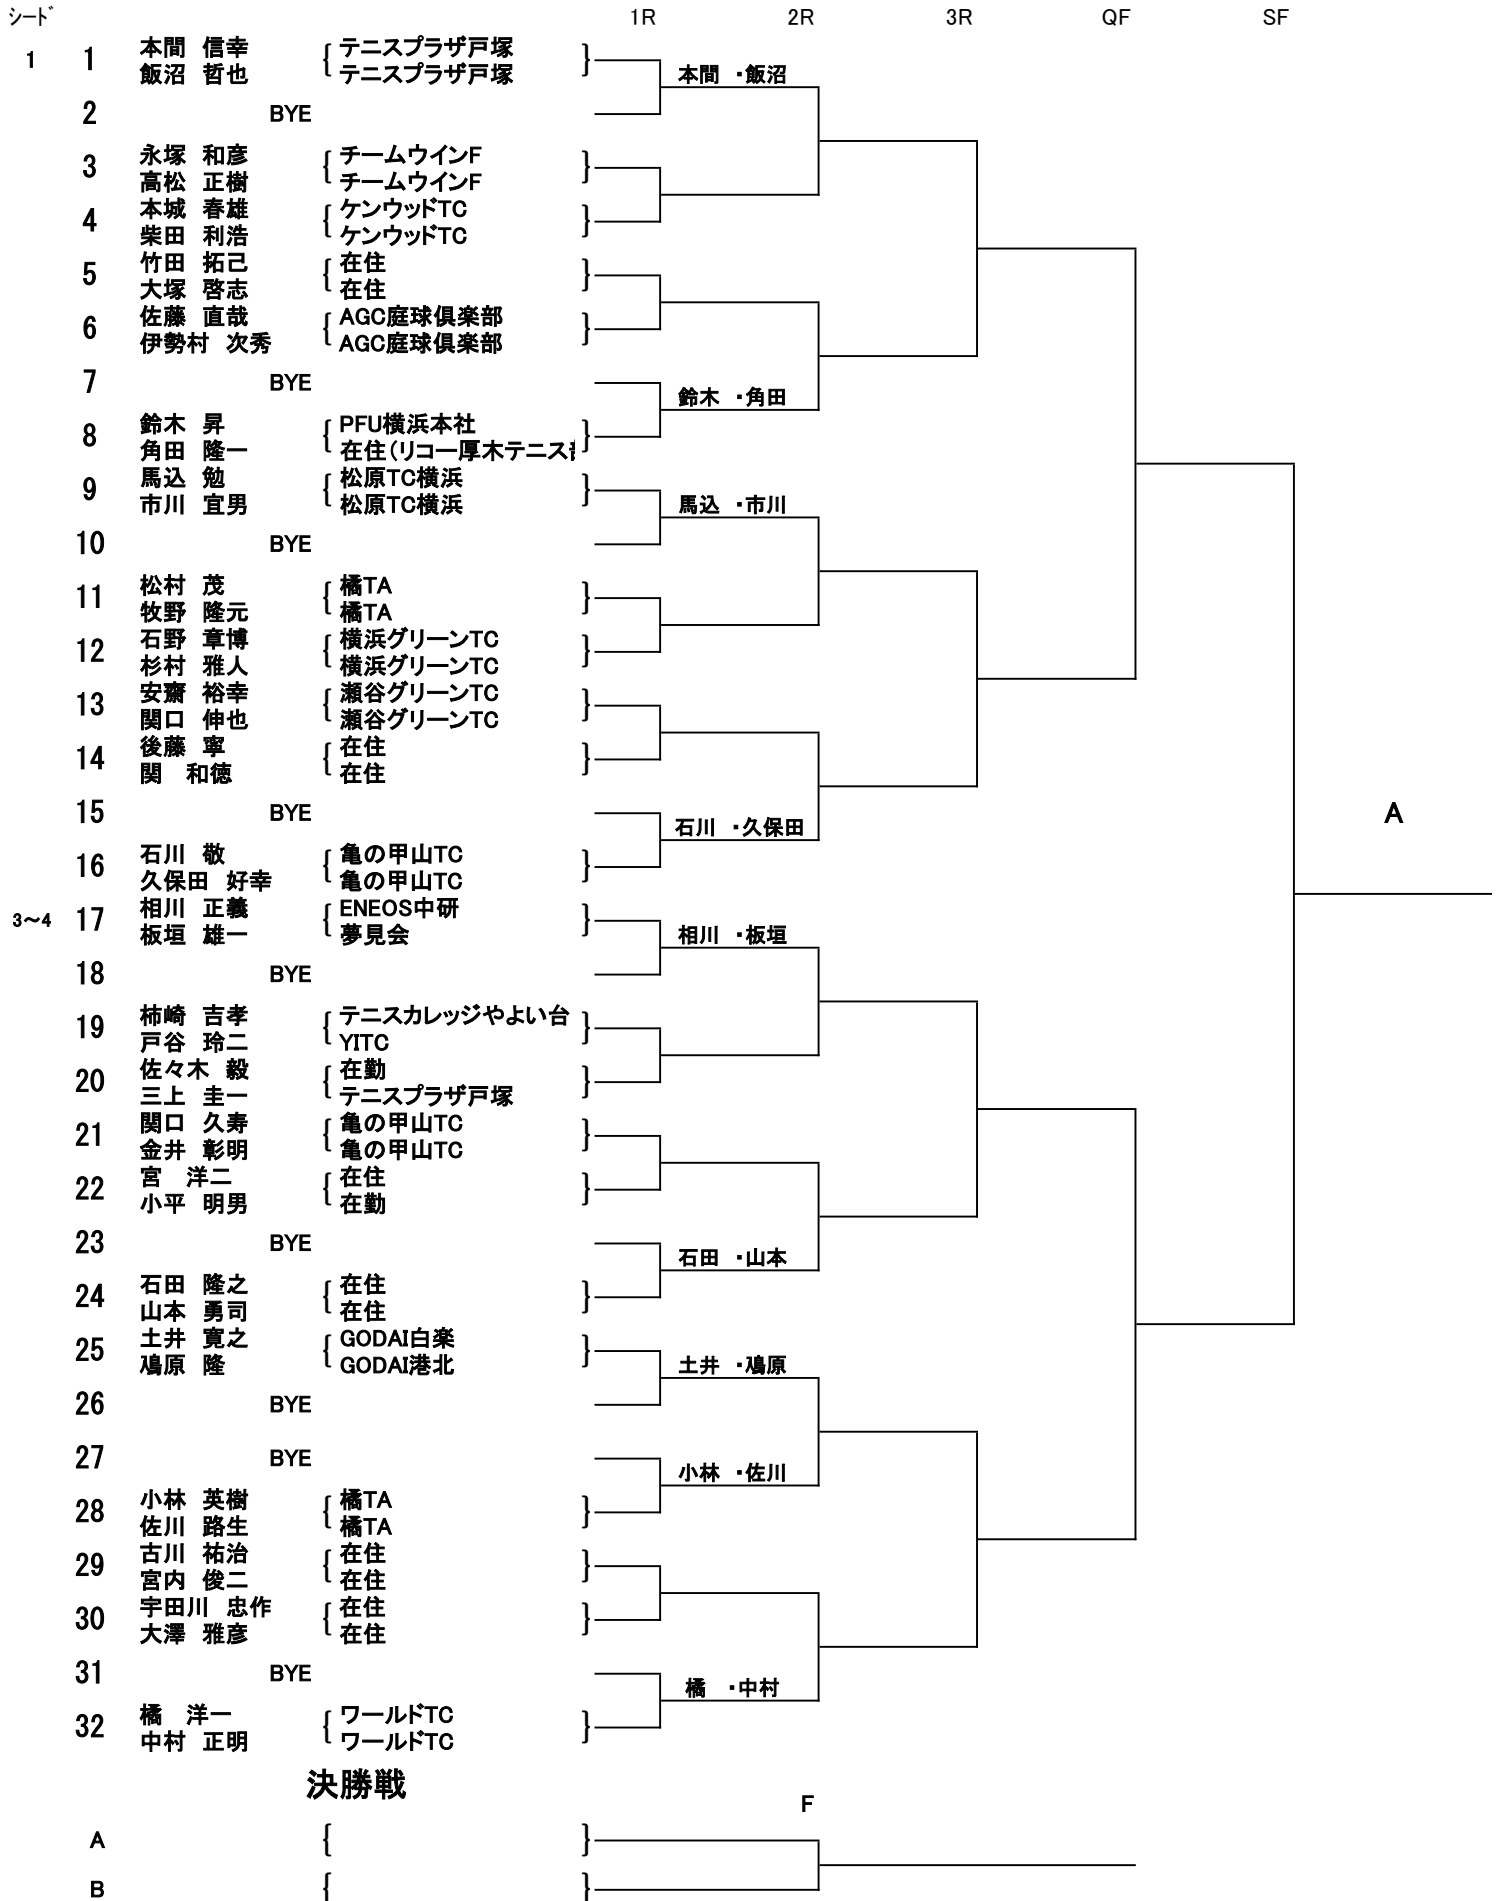 シード 1R 2R 3R QF SF
1 1 本間 信幸 { テニスプラザ戸塚 }
飯沼 哲也 テニスプラザ戸塚
本間 ・飯沼
2 BYE
3 永塚 和彦 { チームウインF }
高松 正樹 チームウインF
4 本城 春雄 { ケンウッドTC }
柴田 利浩 ケンウッドTC
5 竹田 拓己 { 在住 }
大塚 啓志 在住
6 佐藤 直哉 { AGC庭球倶楽部 }
伊勢村 次秀 AGC庭球倶楽部
7 BYE
鈴木 ・角田
8 鈴木 昇 { PFU横浜本社 }
角田 隆一 在住(リコー厚木テニス
9 馬込 勉 { 松原TC横浜 }
市川 宜男 松原TC横浜
馬込 ・市川
10 BYE
11 松村 茂 { 橘TA }
牧野 隆元 橘TA
12 石野 章博 { 横浜グリーンTC }
杉村 雅人 横浜グリーンTC
13 安齋 裕幸 { 瀬谷グリーンTC }
関口 伸也 瀬谷グリーンTC
14 後藤 寧 { 在住 }
関 和徳 在住
15 BYE
A
石川 ・久保田
16 石川 敬 { 亀の甲山TC }
久保田 好幸 亀の甲山TC
3~4 17 相川 正義 { ENEOS中研 }
板垣 雄一 夢見会
相川 ・板垣
18 BYE
19 柿崎 吉孝 { テニスカレッジやよい台 }
戸谷 玲二 YITC
20 佐々木 毅 { 在勤 }
三上 圭一 テニスプラザ戸塚
21 関口 久寿 { 亀の甲山TC }
金井 彰明 亀の甲山TC
22 宮 洋二 { 在住 }
小平 明男 在勤
23 BYE
石田 ・山本
24 石田 隆之 { 在住 }
山本 勇司 在住
25 土井 寛之 { GODAI白楽 }
鳰原 隆 GODAI港北
土井 ・鳰原
26 BYE
27 BYE
小林 ・佐川
28 小林 英樹 { 橘TA }
佐川 路生 橘TA
29 古川 祐治 { 在住 }
宮内 俊二 在住
30 宇田川 忠作 { 在住 }
大澤 雅彦 在住
31 BYE
橘 ・中村
32 橘 洋一 { ワールドTC }
中村 正明 ワールドTC
決勝戦
F
A { }
B { }